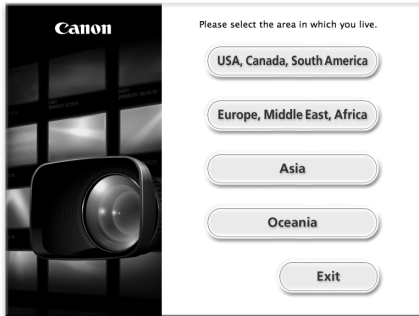 Canon
Please select the area in which you live.
USA, Canada, South America
Europe, Middle East, Africa
Asia
Oceania
Exit